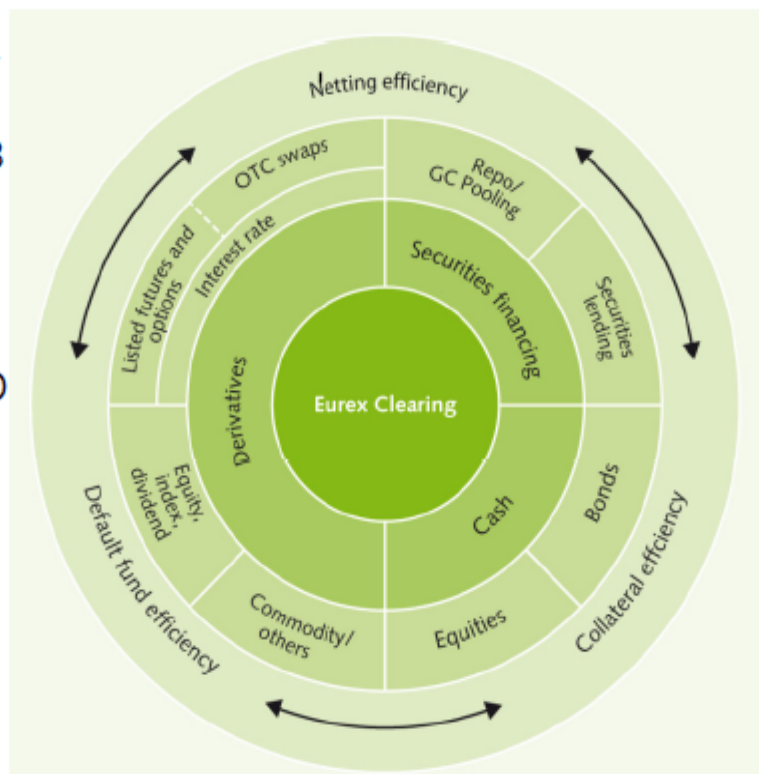 Netting efficiency
OTC swaps
Repo/
GC Pooling
Interest rate
Listed futures and
options
Securities financing
Securities
lending
Eurex Clearing
Derivatives
Equity,
index,
dividend
Cash
Bonds
Default fund efficiency
Commodity/
others
Equities
Collateral effciency